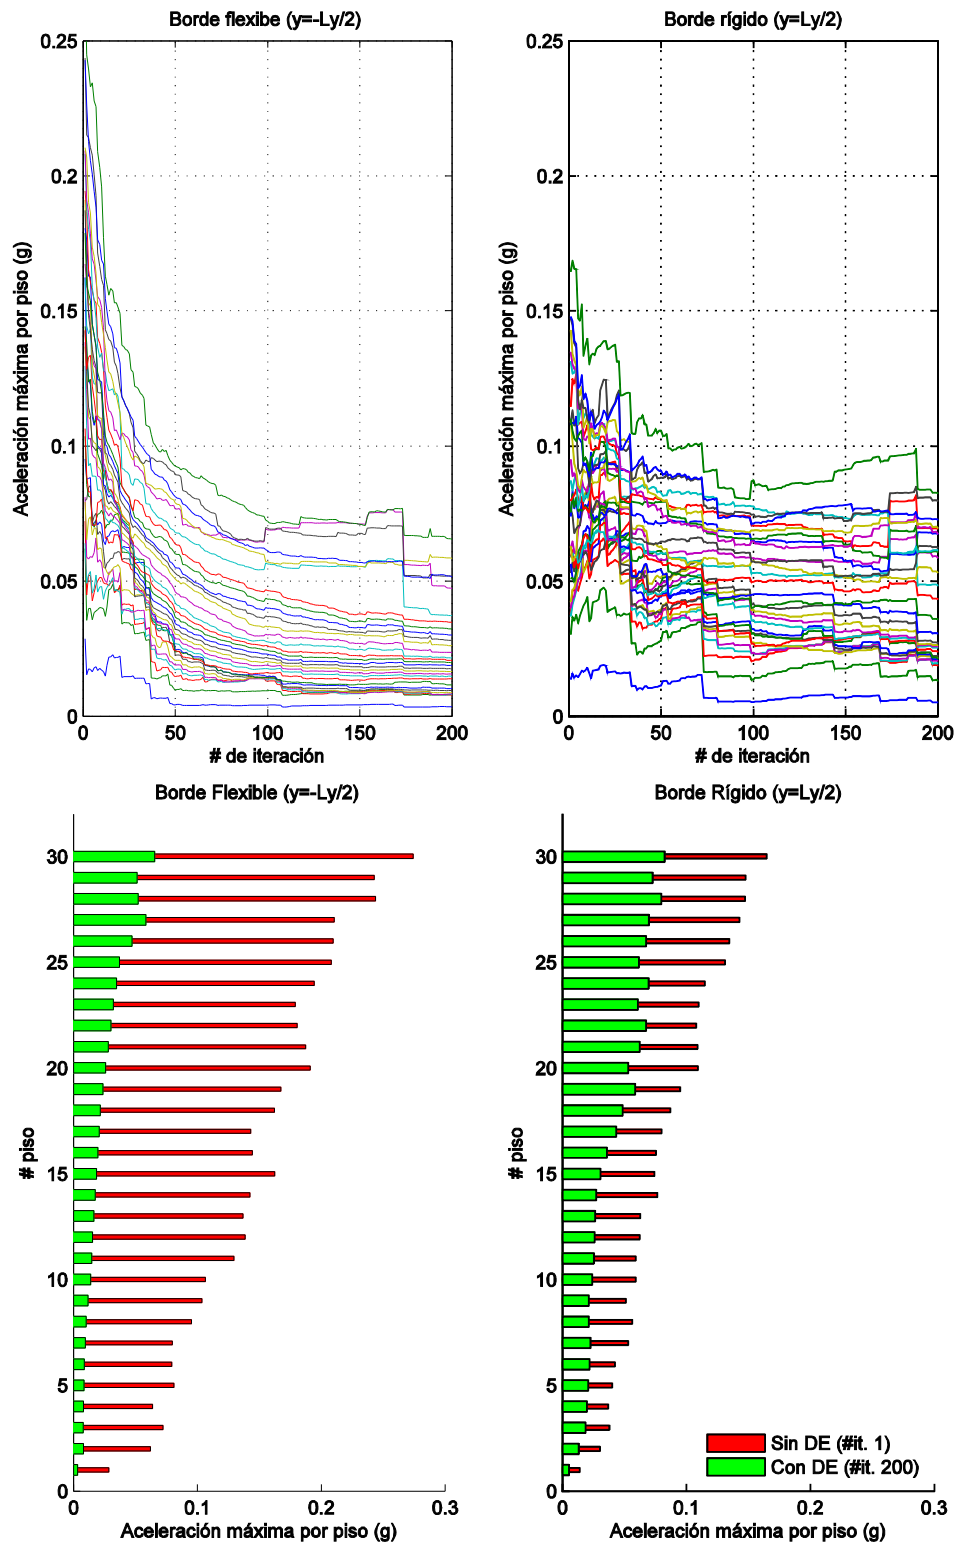 Borde flexibe (y=-Ly/2)
Aceleración máxima por piso (g)
0.25
0.2
0.15
0.1
0.05
0
0 50 100 150 200
# de iteración
Borde rígido (y=Ly/2)
Aceleración máxima por piso (g)
0.25
0.2
0.15
0.1
0.05
0
0 50 100 150 200
# de iteración
Borde Flexible (y=-Ly/2)
# piso
30
25
20
15
10
5
0
0 0.1 0.2 0.3
Aceleración máxima por piso (g)
Borde Rígido (y=Ly/2)
# piso
30
25
20
15
10
5
0
Sin DE (#it. 1)
Con DE (#it. 200)
0 0.1 0.2 0.3
Aceleración máxima por piso (g)